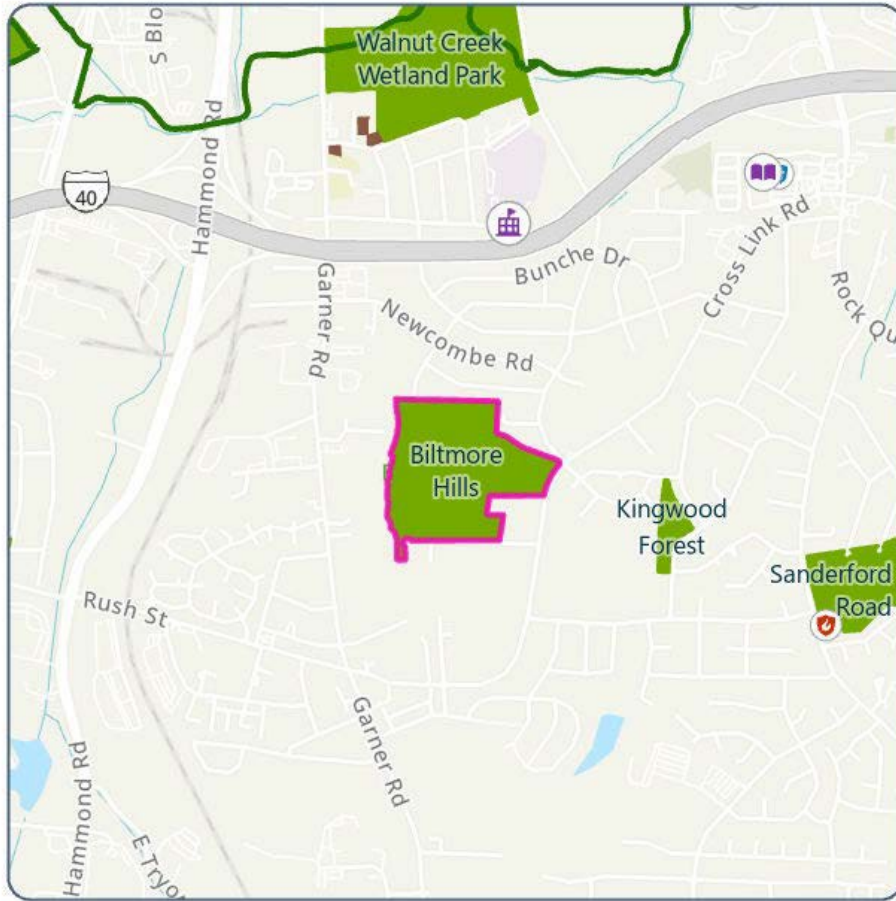 S Blo
Walnut Creek
Wetland Park
Hammond Rd
40
Cross Link Rd
Bunche Dr
Garner Rd
Newcombe Rd
Rock Qu
Biltmore
Hills
Kingwood
Forest
Sanderford
Road
Rush St
Garner Rd
Hammond Rd
E Tryon